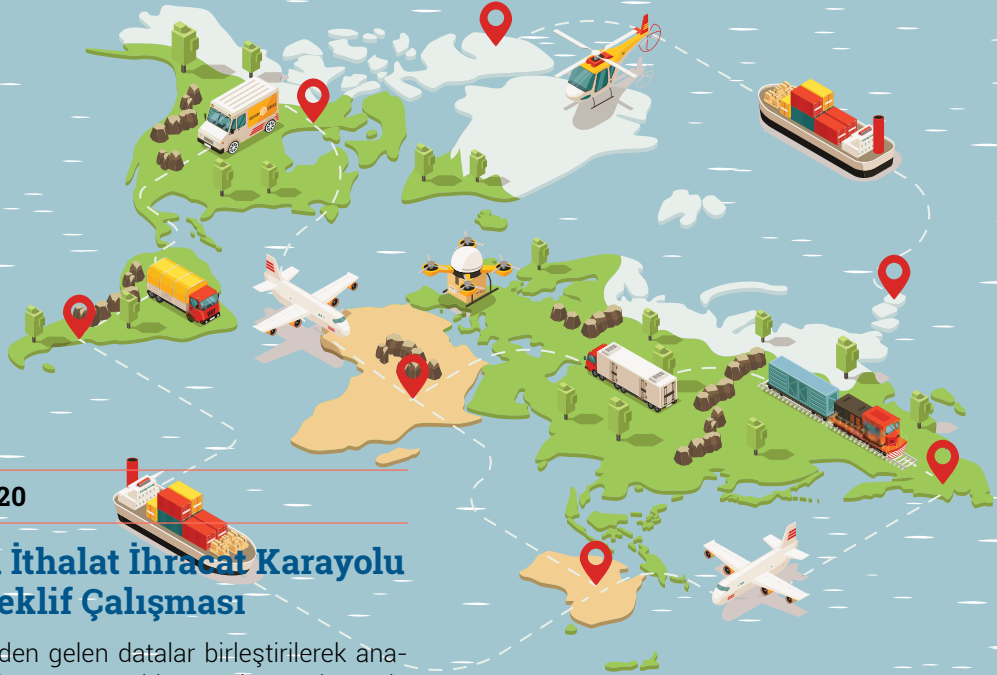 20
İthalat İhracat Karayolu
eklif Çalışması
den gelen datalar birleştirilerek ana-